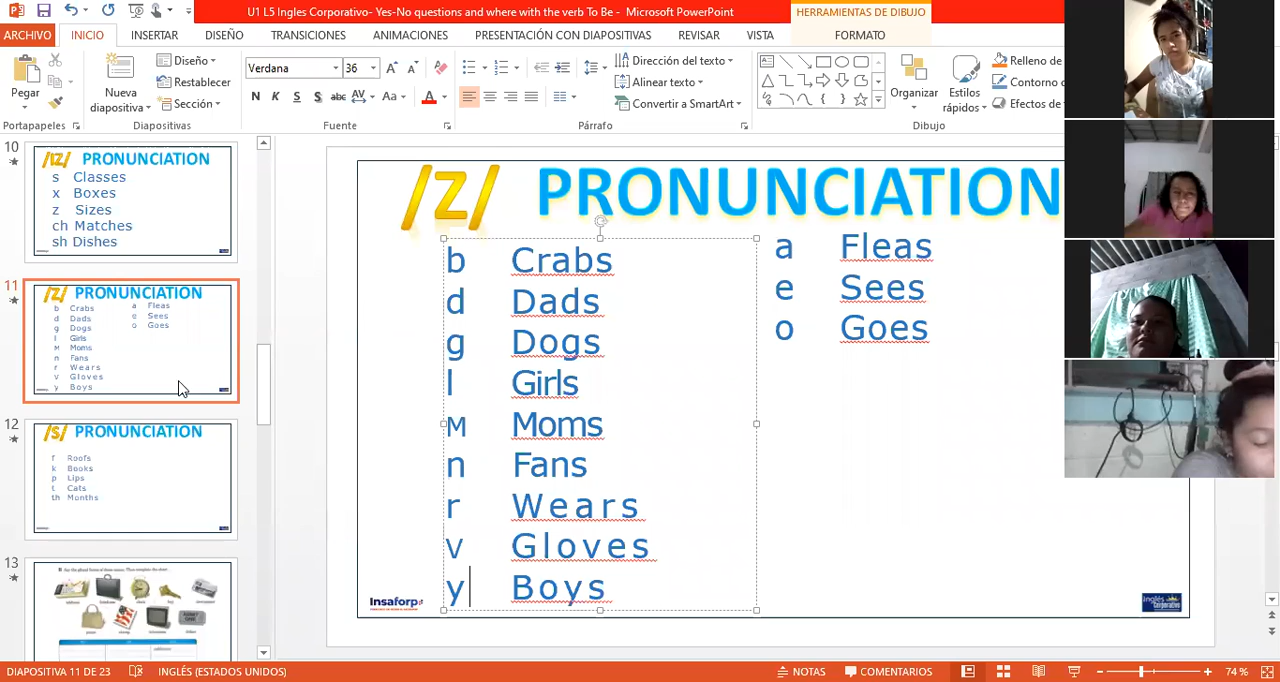 U1 L5 Ingles Corporativo- Yes-No questions and where with the verb To Be - Microsoft PowerPoint
HERRAMIENTAS DE DIBUJO
ARCHIVO INICIO INSERTAR DISEÑO TRANSICIONES ANIMACIONES PRESENTACIÓN CON DIAPOSITIVAS REVISAR VISTA FORMATO
Pegar
Nueva diapositiva
Diseño
Restablecer
Sección
Verdana 36
N K S S abc AV Aa A
Dirección del texto
Alinear texto
Convertir a SmartArt
Organizar
Estilos rápidos
Relleno de
Contorno
Efectos de
Portapapeles Diapositivas Fuente Párrafo Dibujo
10
/IZ/ PRONUNCIATION
s Classes
x Boxes
z Sizes
ch Matches
sh Dishes
11
/Z/ PRONUNCIATION
b Crabs
d Dads
g Dogs
l Girls
M Moms
n Fans
r Wears
v Gloves
y Boys
a Fleas
e Sees
o Goes
12
/S/ PRONUNCIATION
f Roofs
k Books
p Lips
t Cats
th Months
13
/Z/ PRONUNCIATION
b Crabs
d Dads
g Dogs
l Girls
M Moms
n Fans
r Wears
v Gloves
y Boys
a Fleas
e Sees
o Goes
Insaforp
Inglés Corporativo
DIAPOSITIVA 11 DE 23 INGLÉS (ESTADOS UNIDOS) NOTAS COMENTARIOS 74 %